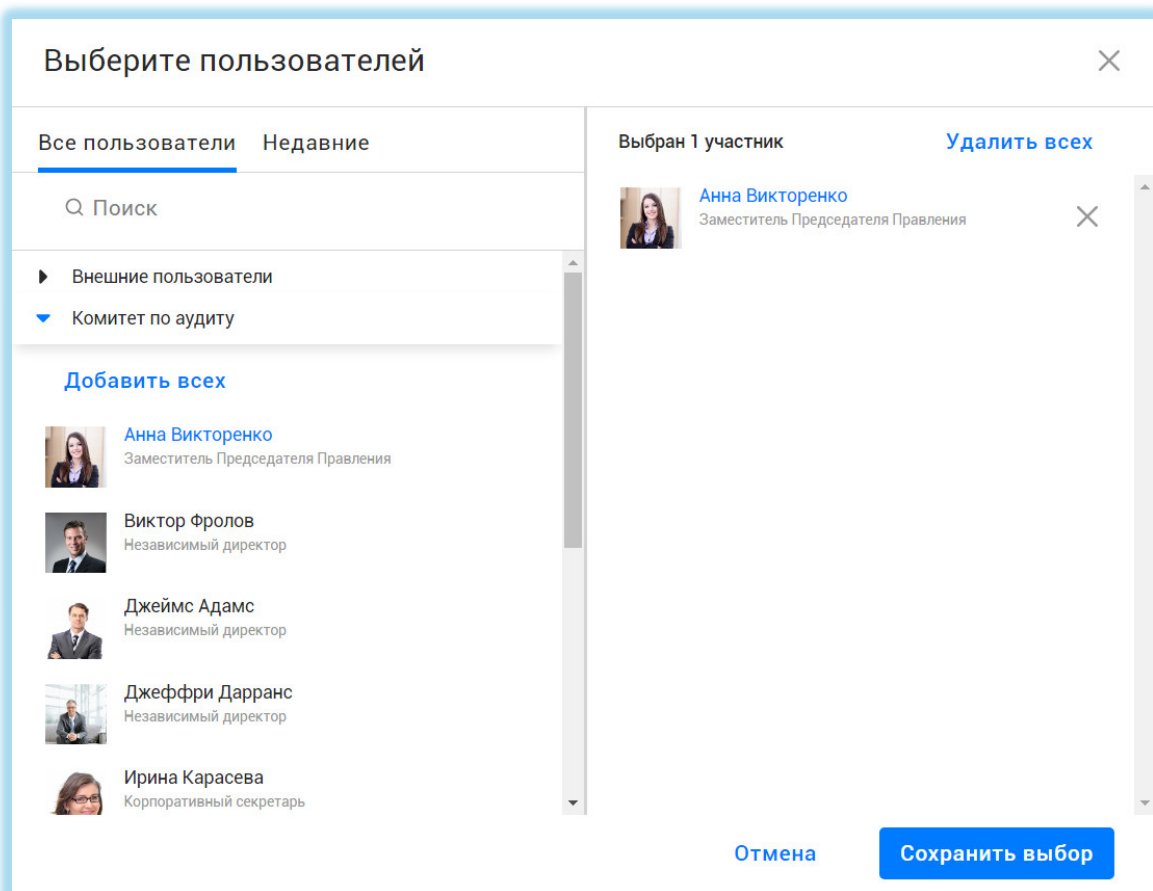 Выберите пользователей
Все пользователи Недавние
Поиск
Внешние пользователи
Комитет по аудиту
Добавить всех
Анна Викторенко
Заместитель Председателя Правления
Виктор Фролов
Независимый директор
Джеймс Адамс
Независимый директор
Джеффри Дарранс
Независимый директор
Ирина Карасева
Корпоративный секретарь
Выбран 1 участник Удалить всех
Анна Викторенко
Заместитель Председателя Правления
Отмена Сохранить выбор